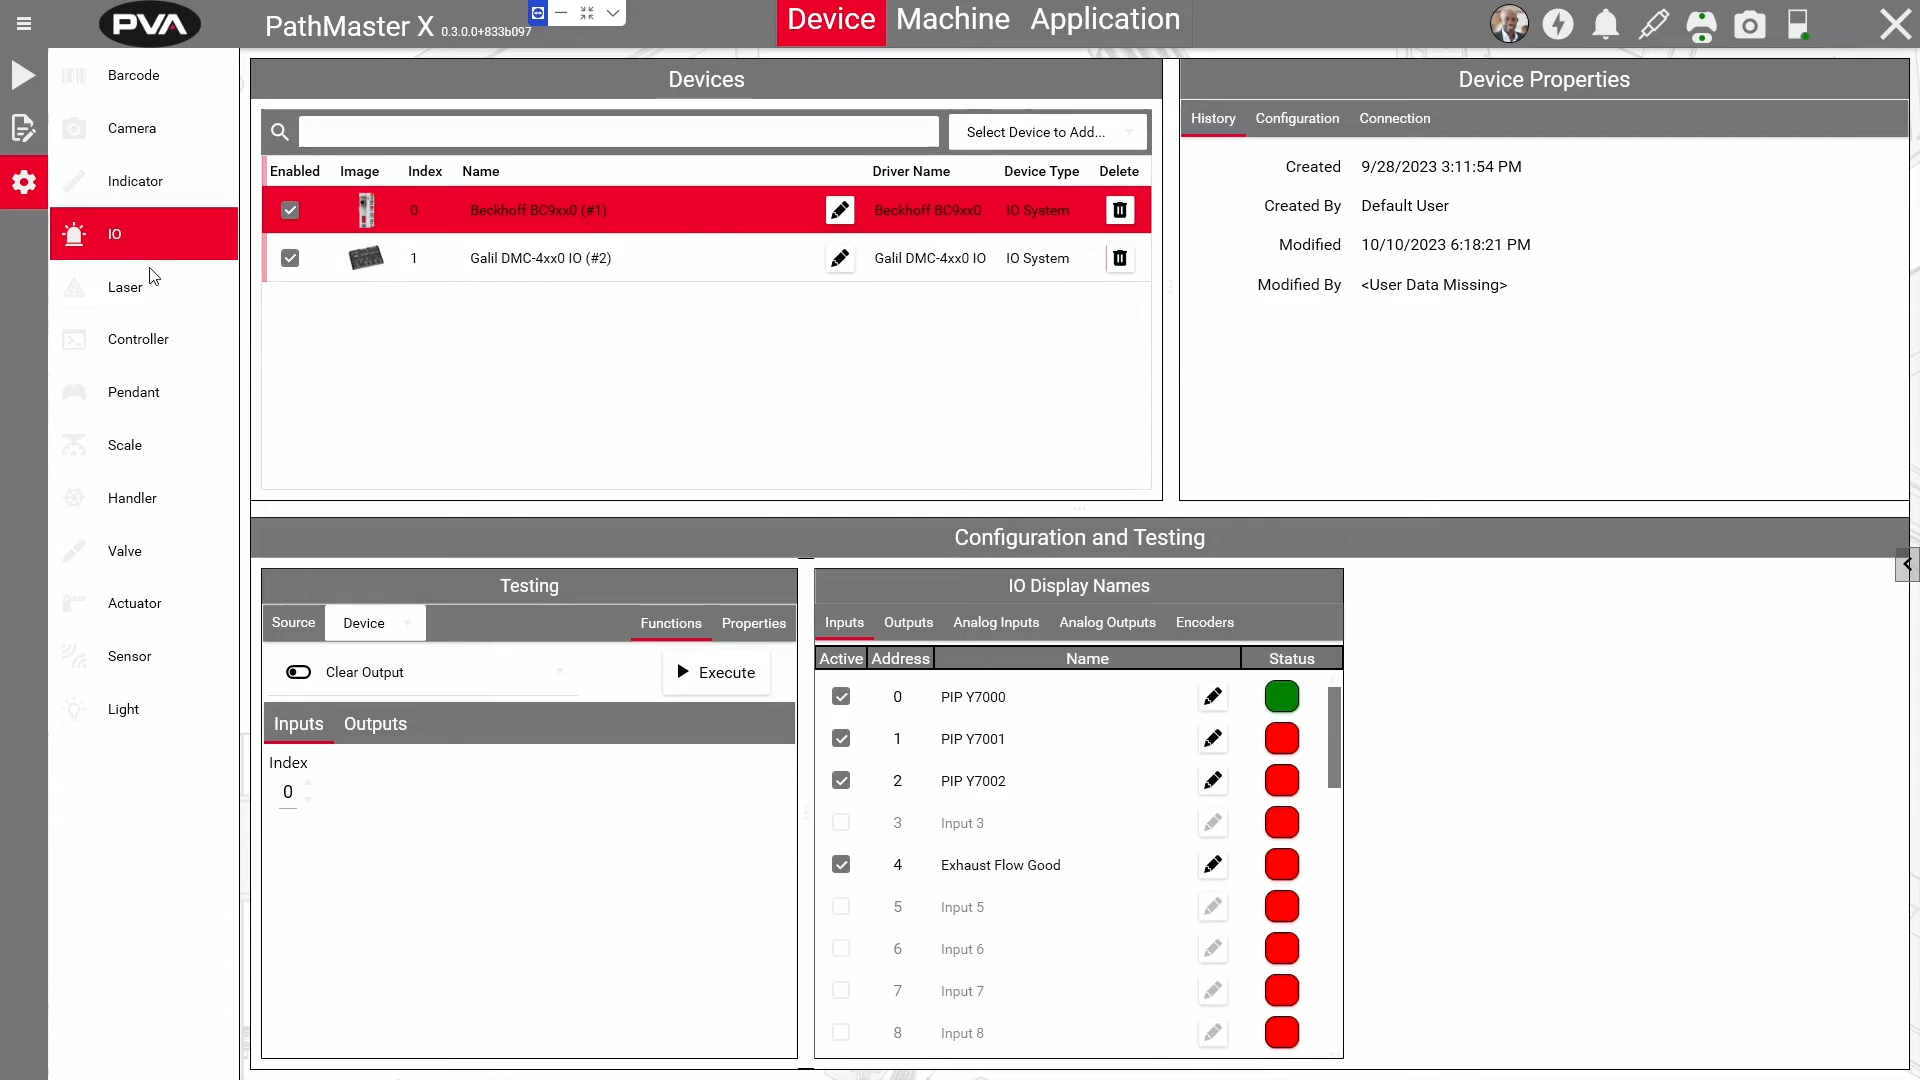 PVA
PathMaster X 0.3.0.0+833b097
Device Machine Application
Barcode
Camera
Indicator
IO
Laser
Controller
Pendant
Scale
Handler
Valve
Actuator
Sensor
Light
Devices
Select Device to Add...
Enabled Image Index Name Driver Name Device Type Delete
0 Beckhoff BC9xx0 (#1) Beckhoff BC9xx0 IO System
1 Galil DMC-4xx0 IO (#2) Galil DMC-4xx0 IO IO System
Device Properties
History Configuration Connection
Created 9/28/2023 3:11:54 PM
Created By Default User
Modified 10/10/2023 6:18:21 PM
Modified By <User Data Missing>
Configuration and Testing
Testing
Source Device Functions Properties
Clear Output Execute
Inputs Outputs
Index
0
IO Display Names
Inputs Outputs Analog Inputs Analog Outputs Encoders
Active Address Name Status
0 PIP Y7000
1 PIP Y7001
2 PIP Y7002
3 Input 3
4 Exhaust Flow Good
5 Input 5
6 Input 6
7 Input 7
8 Input 8